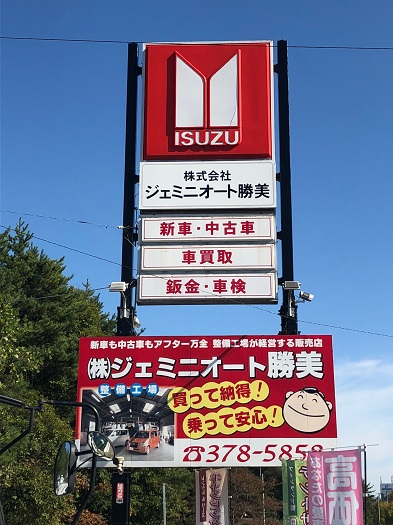 ISUZU
株式会社
ジェミニオート勝美
新車・中古車
車買取
鈑金・車検
新車も中古車もアフター万全 整備工場が経営する販売店
(株)ジェミニオート勝美
整備工場
買って納得!
乗って安心!
☎378-5858
高価